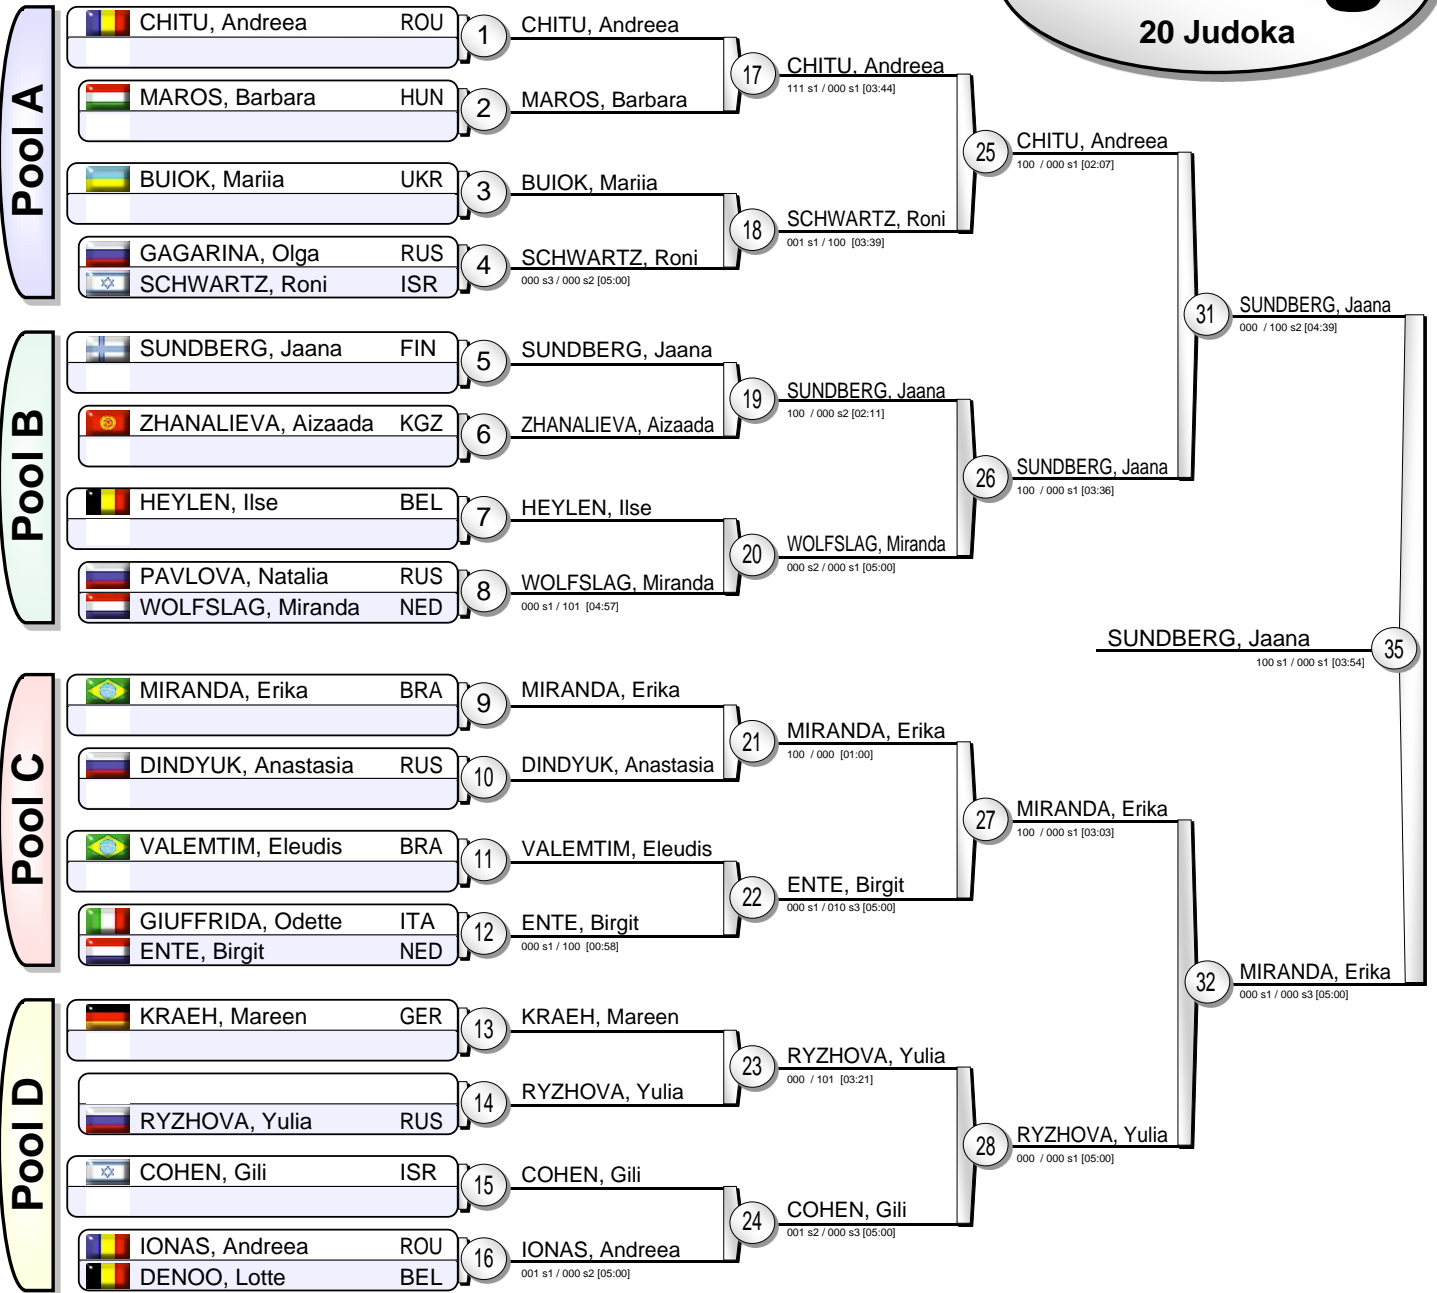 20 Judoka
Pool A
CHITU, Andreea ROU
1
CHITU, Andreea
MAROS, Barbara HUN
2
MAROS, Barbara
17
CHITU, Andreea
111 s1 / 000 s1 [03:44]
BUIOK, Mariia UKR
3
BUIOK, Mariia
GAGARINA, Olga RUS
SCHWARTZ, Roni ISR
4
SCHWARTZ, Roni
000 s3 / 000 s2 [05:00]
18
SCHWARTZ, Roni
001 s1 / 100 [03:39]
25
CHITU, Andreea
100 / 000 s1 [02:07]
Pool B
SUNDBERG, Jaana FIN
5
SUNDBERG, Jaana
ZHANALIEVA, Aizaada KGZ
6
ZHANALIEVA, Aizaada
19
SUNDBERG, Jaana
100 / 000 s2 [02:11]
HEYLEN, Ilse BEL
7
HEYLEN, Ilse
PAVLOVA, Natalia RUS
WOLFSLAG, Miranda NED
8
WOLFSLAG, Miranda
000 s1 / 101 [04:57]
20
WOLFSLAG, Miranda
000 s2 / 000 s1 [05:00]
26
SUNDBERG, Jaana
100 / 000 s1 [03:36]
31
SUNDBERG, Jaana
000 / 100 s2 [04:39]
SUNDBERG, Jaana
100 s1 / 000 s1 [03:54]
35
Pool C
MIRANDA, Erika BRA
9
MIRANDA, Erika
DINDYUK, Anastasia RUS
10
DINDYUK, Anastasia
21
MIRANDA, Erika
100 / 000 [01:00]
VALEMTIM, Eleudis BRA
11
VALEMTIM, Eleudis
GIUFFRIDA, Odette ITA
ENTE, Birgit NED
12
ENTE, Birgit
000 s1 / 100 [00:58]
22
ENTE, Birgit
000 s1 / 010 s3 [05:00]
27
MIRANDA, Erika
100 / 000 s1 [03:03]
Pool D
KRAEH, Mareen GER
13
KRAEH, Mareen
RYZHOVA, Yulia RUS
14
RYZHOVA, Yulia
23
RYZHOVA, Yulia
000 / 101 [03:21]
COHEN, Gili ISR
15
COHEN, Gili
IONAS, Andreea ROU
DENOO, Lotte BEL
16
IONAS, Andreea
001 s1 / 000 s2 [05:00]
24
COHEN, Gili
001 s2 / 000 s3 [05:00]
28
RYZHOVA, Yulia
000 / 000 s1 [05:00]
32
MIRANDA, Erika
000 s1 / 000 s3 [05:00]